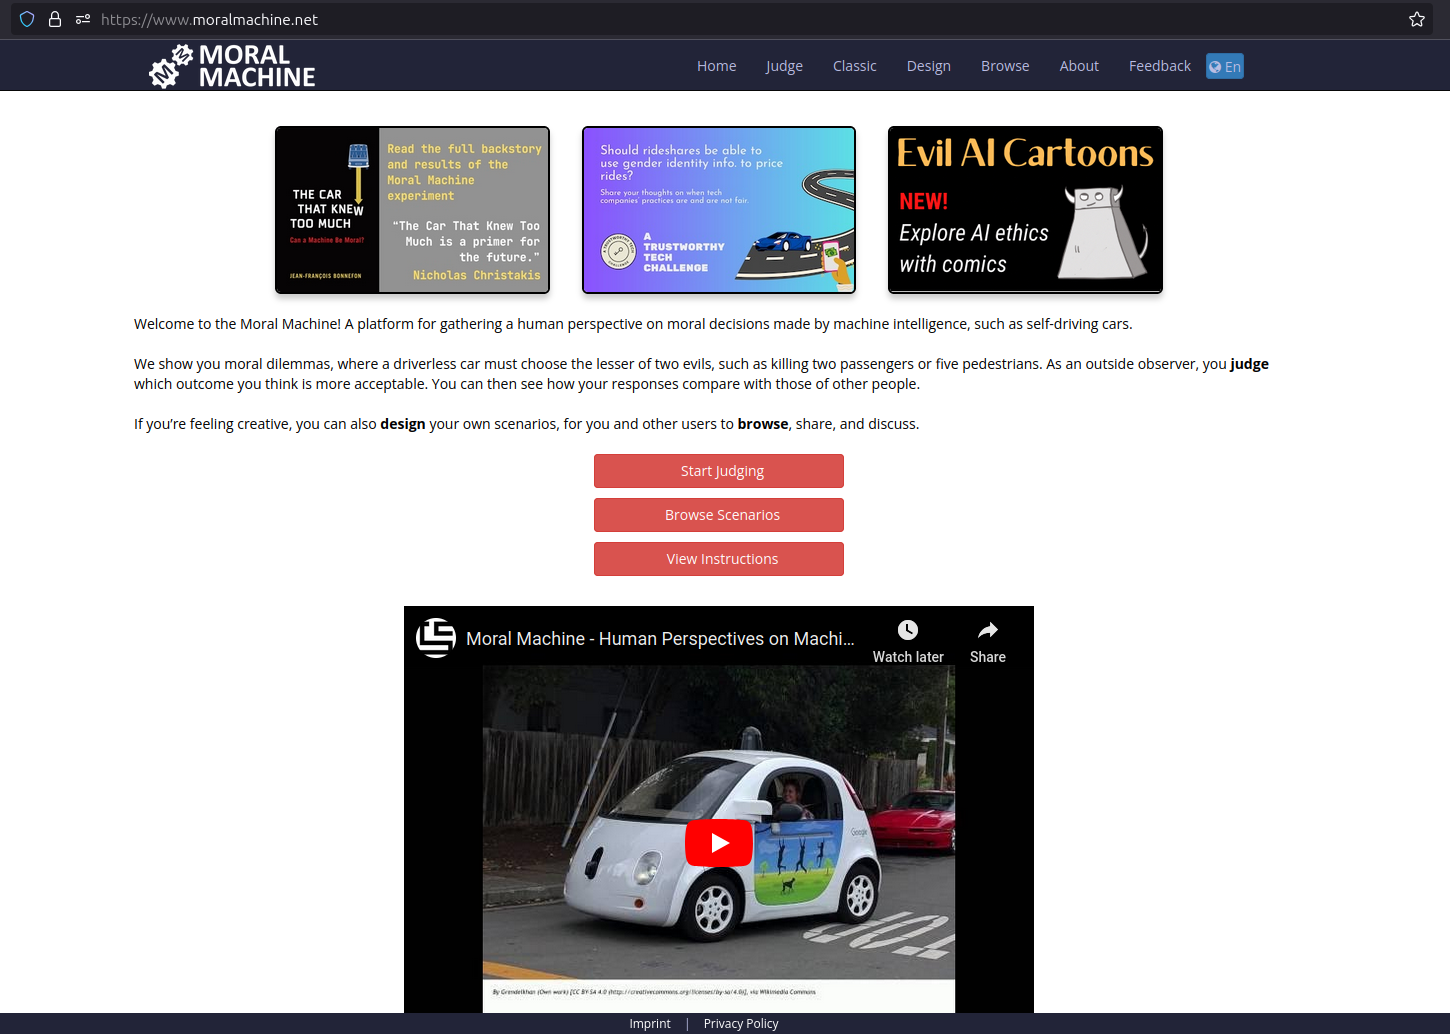 https://www.moralmachine.net
MORAL
MACHINE
Home
Judge
Classic
Design
Browse
About
Feedback
En
THE CAR
THAT KNEW
TOO MUCH
Can a Machine Be Moral?
JEAN-FRANÇOIS BONNEFON
Read the full backstory
and results of the
Moral Machine
experiment
"The Car That Knew Too
Much is a primer for
the future."
Nicholas Christakis
Should rideshares be able to
use gender identity info. to price
rides?
Share your thoughts on when tech
companies' practices are and are not fair.
A
TRUSTWORTHY
TECH
CHALLENGE
Evil AI Cartoons
NEW!
Explore AI ethics
with comics
Welcome to the Moral Machine! A platform for gathering a human perspective on moral decisions made by machine intelligence, such as self-driving cars.
We show you moral dilemmas, where a driverless car must choose the lesser of two evils, such as killing two passengers or five pedestrians. As an outside observer, you judge
which outcome you think is more acceptable. You can then see how your responses compare with those of other people.
If you're feeling creative, you can also design your own scenarios, for you and other users to browse, share, and discuss.
Start Judging
Browse Scenarios
View Instructions
Moral Machine - Human Perspectives on Machi...
Watch later
Share
Google
By Grendelkhan (Own work) [CC BY-SA 4.0 (http://creativecommons.org/licenses/by-sa/4.0)], via Wikimedia Commons
Imprint | Privacy Policy